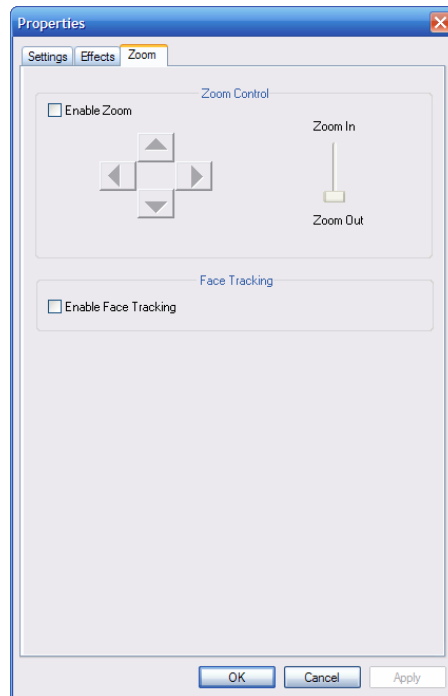 Properties
Settings Effects Zoom
Zoom Control
Enable Zoom
Zoom In
Zoom Out
Face Tracking
Enable Face Tracking
OK Cancel Apply